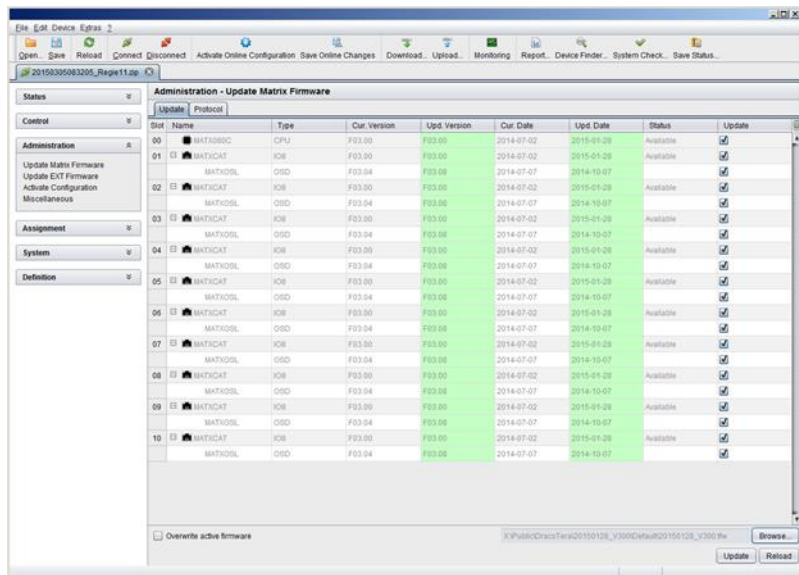 File Edit Device Extras ?
Open... Save Reload Connect Disconnect Activate Online Configuration Save Online Changes Download... Upload... Monitoring Report... Device Finder... System Check... Save Status...
20150305083205_Regie11.zip
Status
Control
Administration
Update Matrix Firmware
Update EXT Firmware
Activate Configuration
Miscellaneous
Assignment
System
Definition
Administration - Update Matrix Firmware
Update Protocol
Slot Name Type Cur. Version Upd. Version Cur. Date Upd. Date Status Update
00 MATX080C CPU F03.00 F03.00 2014-07-02 2015-01-28 Available
01 MATXCAT IO8 F03.00 F03.00 2014-07-02 2015-01-28 Available
MATXOSL OSD F03.04 F03.08 2014-07-07 2014-10-07
02 MATXCAT IO8 F03.00 F03.00 2014-07-02 2015-01-28 Available
MATXOSL OSD F03.04 F03.08 2014-07-07 2014-10-07
03 MATXCAT IO8 F03.00 F03.00 2014-07-02 2015-01-28 Available
MATXOSL OSD F03.04 F03.08 2014-07-07 2014-10-07
04 MATXCAT IO8 F03.00 F03.00 2014-07-02 2015-01-28 Available
MATXOSL OSD F03.04 F03.08 2014-07-07 2014-10-07
05 MATXCAT IO8 F03.00 F03.00 2014-07-02 2015-01-28 Available
MATXOSL OSD F03.04 F03.08 2014-07-07 2014-10-07
06 MATXCAT IO8 F03.00 F03.00 2014-07-02 2015-01-28 Available
MATXOSL OSD F03.04 F03.08 2014-07-07 2014-10-07
07 MATXCAT IO8 F03.00 F03.00 2014-07-02 2015-01-28 Available
MATXOSL OSD F03.04 F03.08 2014-07-07 2014-10-07
08 MATXCAT IO8 F03.00 F03.00 2014-07-02 2015-01-28 Available
MATXOSL OSD F03.04 F03.08 2014-07-07 2014-10-07
09 MATXCAT IO8 F03.00 F03.00 2014-07-02 2015-01-28 Available
MATXOSL OSD F03.04 F03.08 2014-07-07 2014-10-07
10 MATXCAT IO8 F03.00 F03.00 2014-07-02 2015-01-28 Available
MATXOSL OSD F03.04 F03.08 2014-07-07 2014-10-07
Overwrite active firmware
X:\Public\DracoTera\20150128_V300\Default\20150128_V300.tfw Browse...
Update Reload